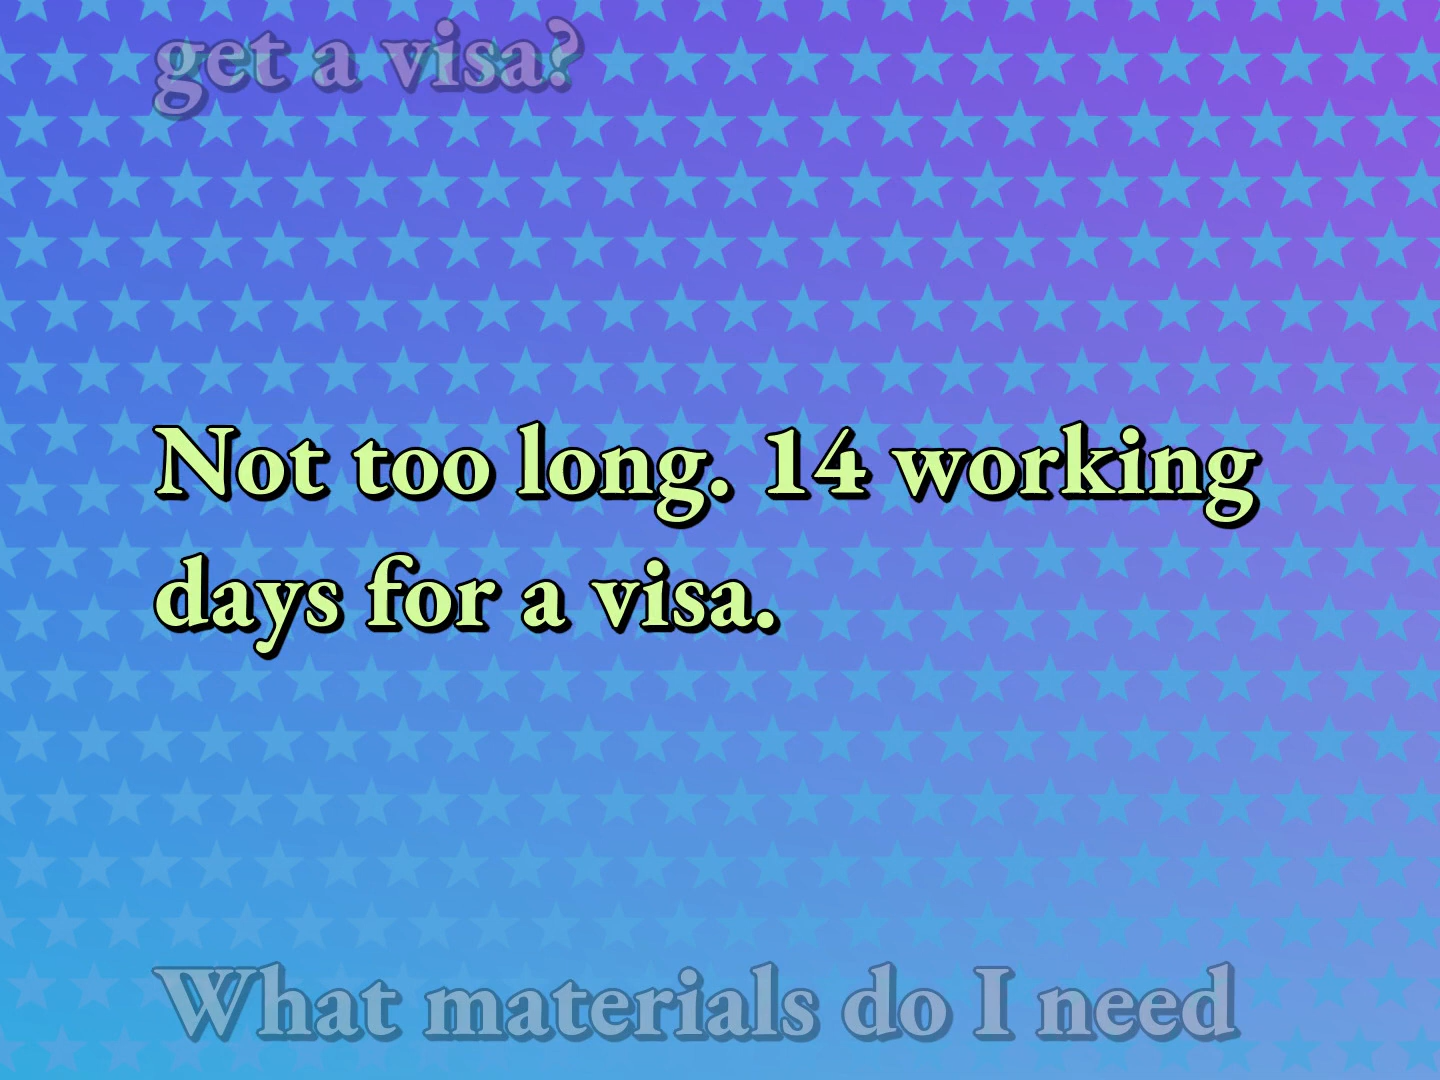 get a visa?
Not too long. 14 working
days for a visa.
What materials do I need